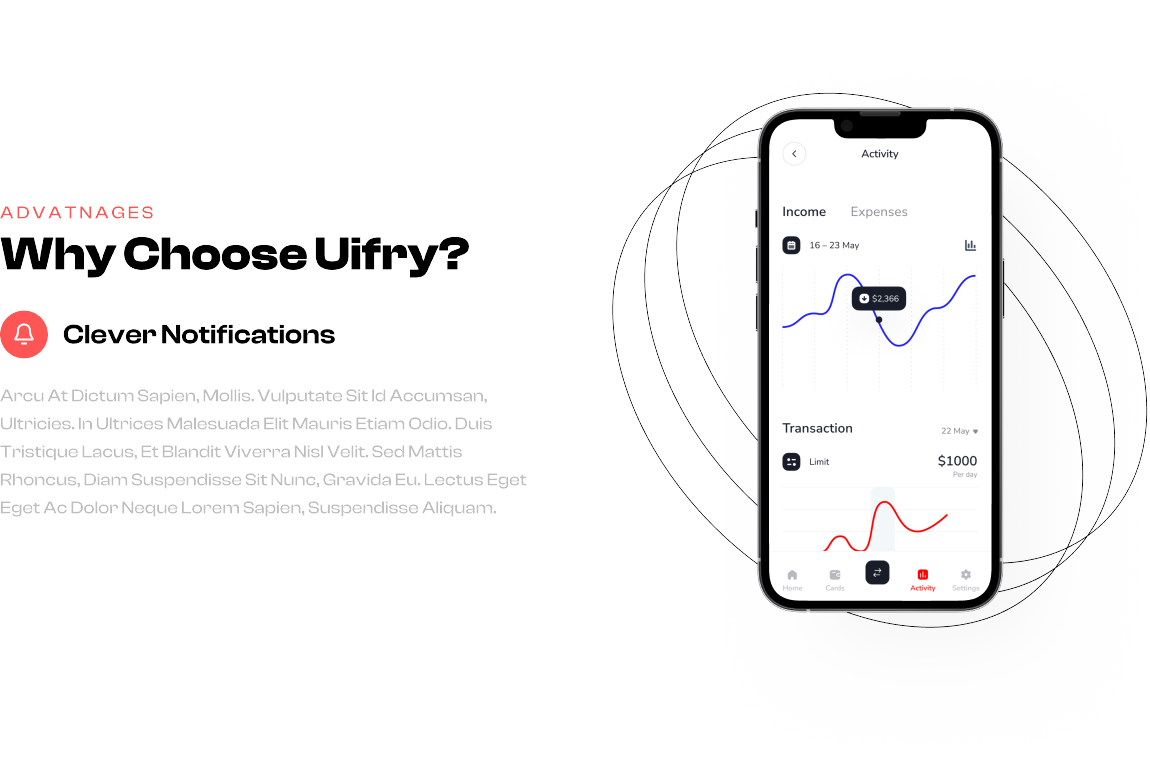 ADVATNAGES
Why Choose Uifry?
Clever Notifications
Arcu At Dictum Sapien, Mollis. Vulputate Sit Id Accumsan,
Ultricies. In Ultrices Malesuada Elit Mauris Etiam Odio. Duis
Tristique Lacus, Et Blandit Viverra Nisl Velit. Sed Mattis
Rhoncus, Diam Suspendisse Sit Nunc, Gravida Eu. Lectus Eget
Eget Ac Dolor Neque Lorem Sapien, Suspendisse Aliquam.
Activity
Income Expenses
16 – 23 May
$2,366
Transaction 22 May
Limit $1000
Per day
Home Cards Activity Settings